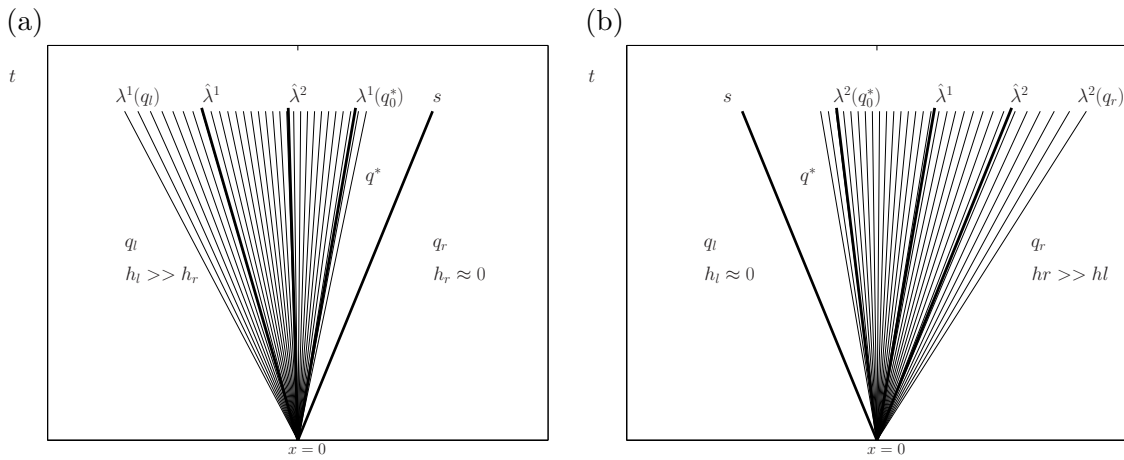 (a)
t
λ¹(q_l) λ̂¹ λ̂² λ¹(q₀*) s
q*
q_l q_r
h_l >> h_r h_r ≈ 0
x = 0
(b)
t
s λ²(q₀*) λ̂¹ λ̂² λ²(q_r)
q*
q_l q_r
h_l ≈ 0 hr >> hl
x = 0